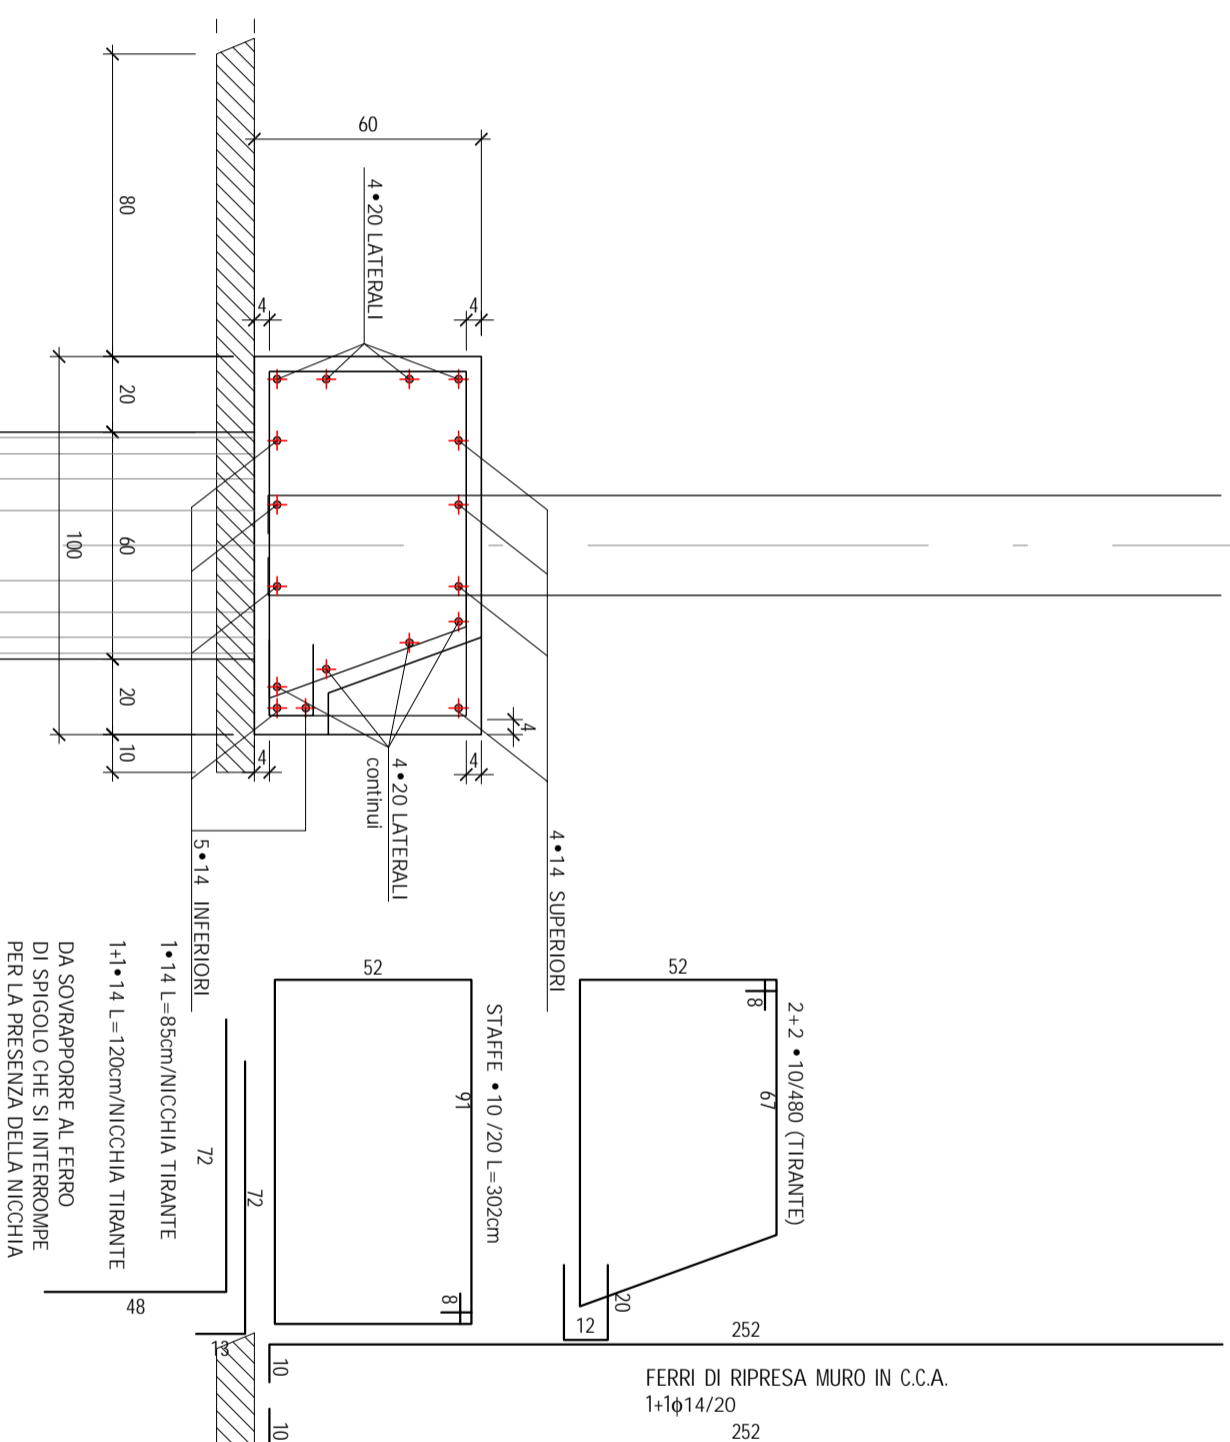 60
80
4•20 LATERALI
4
4
20
60
100
20
10
4
4
4
4•20 LATERALI
continui
4•14 SUPERIORI
5•14 INFERIORI
1•14 L=85cm/NICCHIA TIRANTE
1+1•14 L=120cm/NICCHIA TIRANTE
DA SOVRAPPORRE AL FERRO
DI SPIGOLO CHE SI INTERROMPE
PER LA PRESENZA DELLA NICCHIA
72
72
48
13
52
91
8
STAFFE •10 /20 L=302cm
52
8
67
2+2 •10/480 (TIRANTE)
20
12
252
10
FERRI DI RIPRESA MURO IN C.C.A.
1+1ϕ14/20
252
10